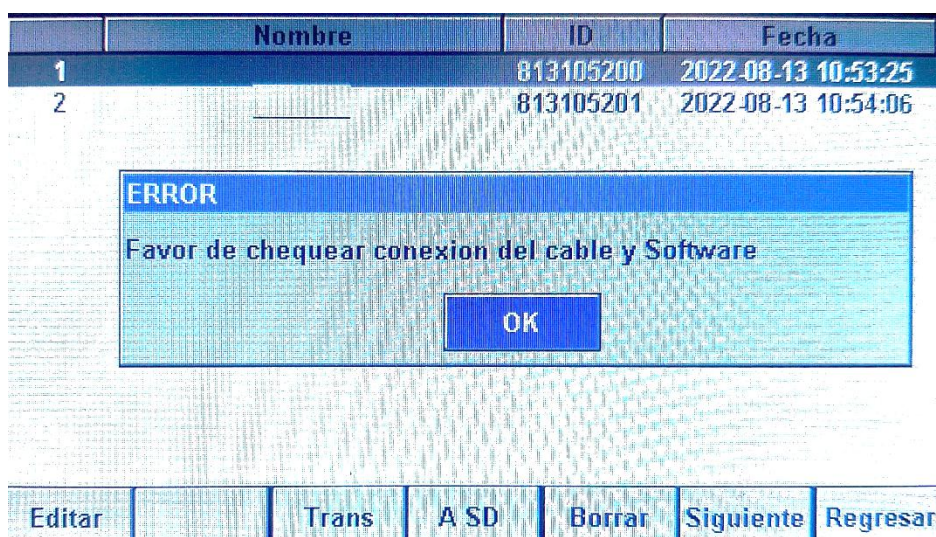 Nombre ID Fecha
1 813105200 2022-08-13 10:53:25
2 813105201 2022-08-13 10:54:06
ERROR
Favor de chequear conexion del cable y Software
OK
Editar Trans A SD Borrar Siguiente Regresar